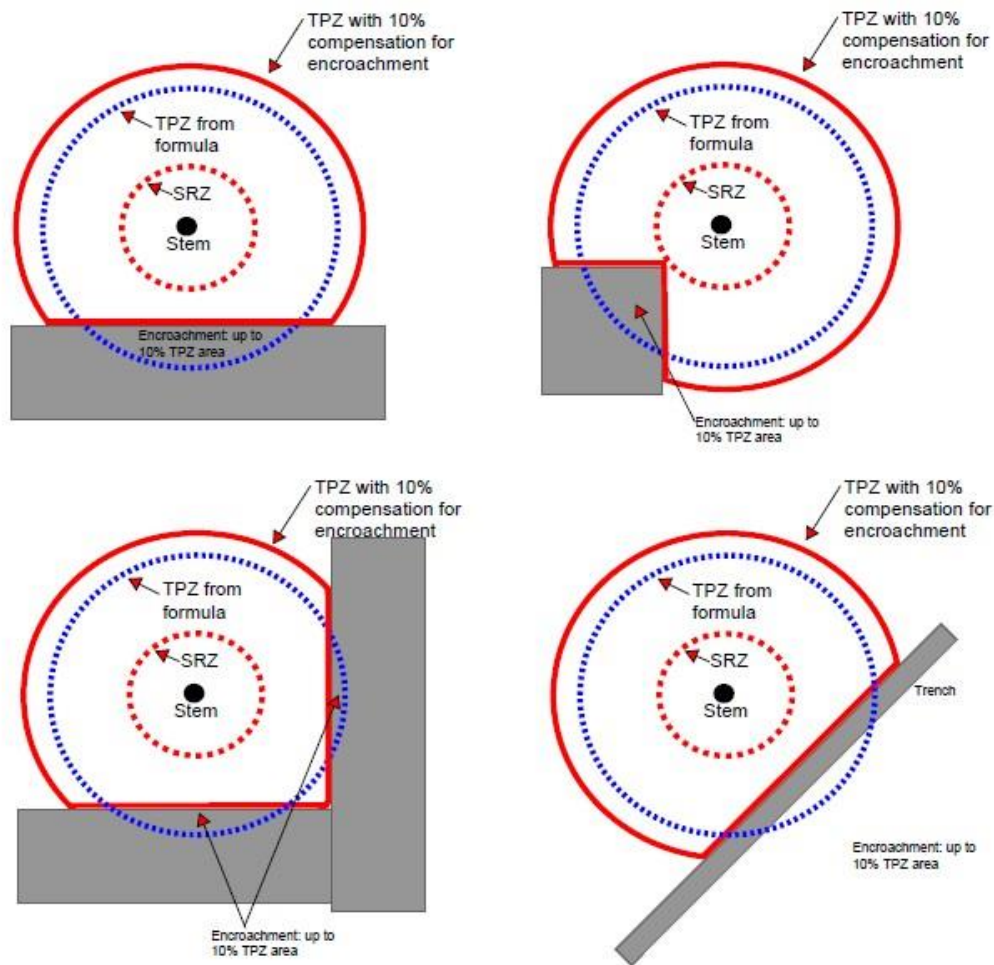 TPZ with 10%
compensation for
encroachment
TPZ from
formula
SRZ
Stem
Encroachment: up to
10% TPZ area
TPZ with 10%
compensation for
encroachment
TPZ from
formula
SRZ
Stem
Encroachment: up to
10% TPZ area
TPZ with 10%
compensation for
encroachment
TPZ from
formula
SRZ
Stem
Encroachment: up to
10% TPZ area
TPZ with 10%
compensation for
encroachment
TPZ from
formula
SRZ
Stem
Trench
Encroachment: up to
10% TPZ area